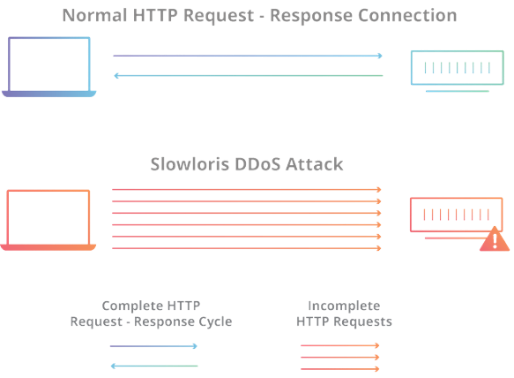 Normal HTTP Request - Response Connection
Slowloris DDoS Attack
Complete HTTP
Request - Response Cycle
Incomplete
HTTP Requests